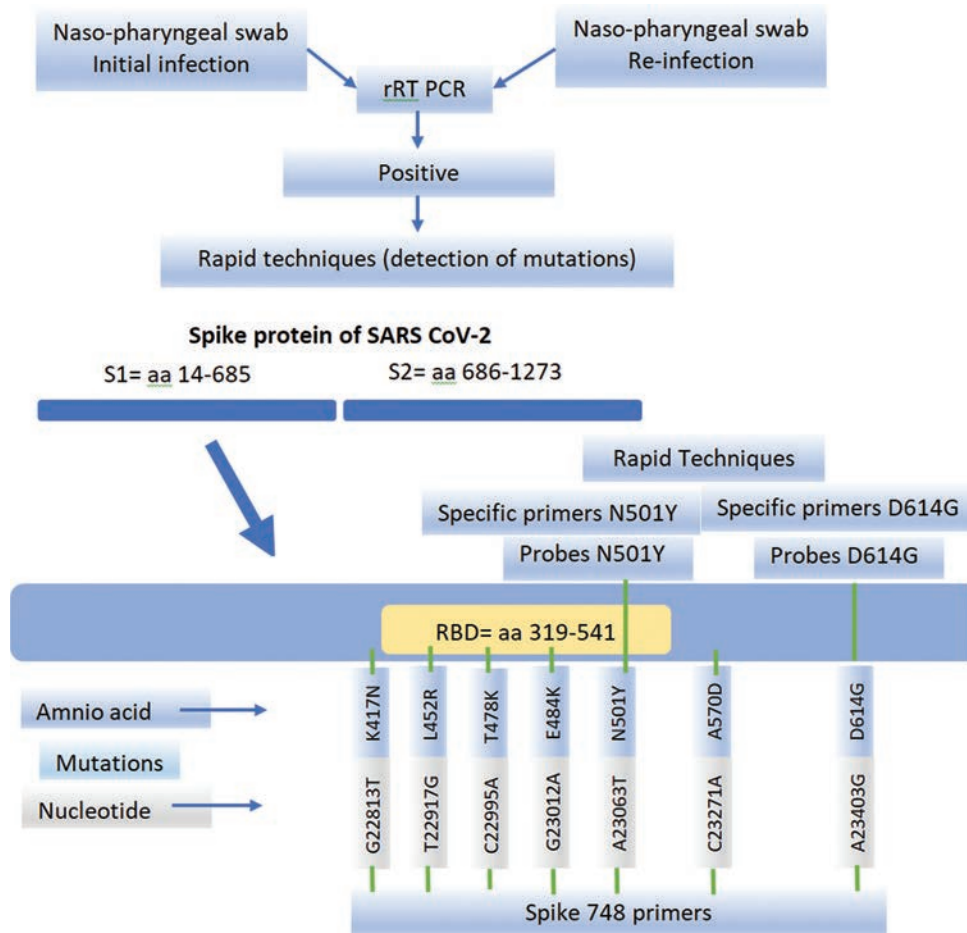 Naso-pharyngeal swab
Initial infection
Naso-pharyngeal swab
Re-infection
rRT PCR
Positive
Rapid techniques (detection of mutations)
Spike protein of SARS CoV-2
S1= aa 14-685
S2= aa 686-1273
Rapid Techniques
Specific primers N501Y
Specific primers D614G
Probes N501Y
Probes D614G
RBD= aa 319-541
Amnio acid
K417N
L452R
T478K
E484K
N501Y
A570D
D614G
Mutations
Nucleotide
G22813T
T22917G
C22995A
G23012A
A23063T
C23271A
A23403G
Spike 748 primers